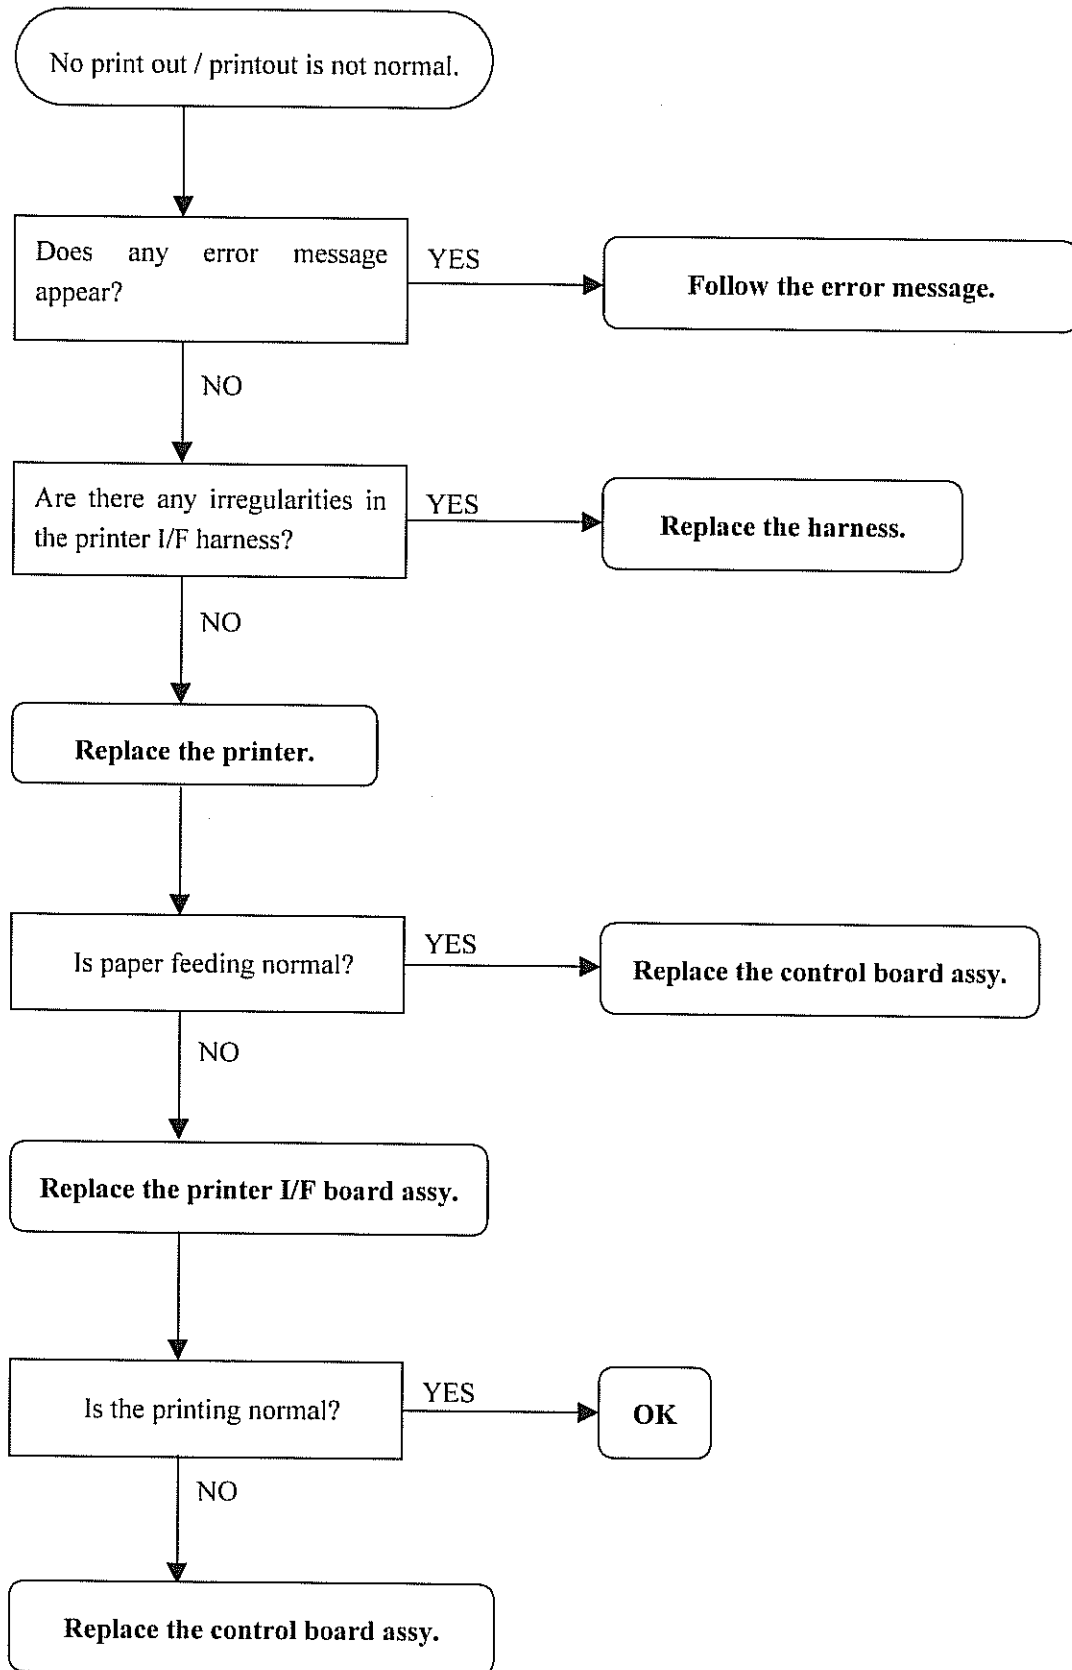 No print out / printout is not normal.
Does any error message
appear?
YES
Follow the error message.
NO
Are there any irregularities in
the printer I/F harness?
YES
Replace the harness.
NO
Replace the printer.
Is paper feeding normal?
YES
Replace the control board assy.
NO
Replace the printer I/F board assy.
Is the printing normal?
YES
OK
NO
Replace the control board assy.